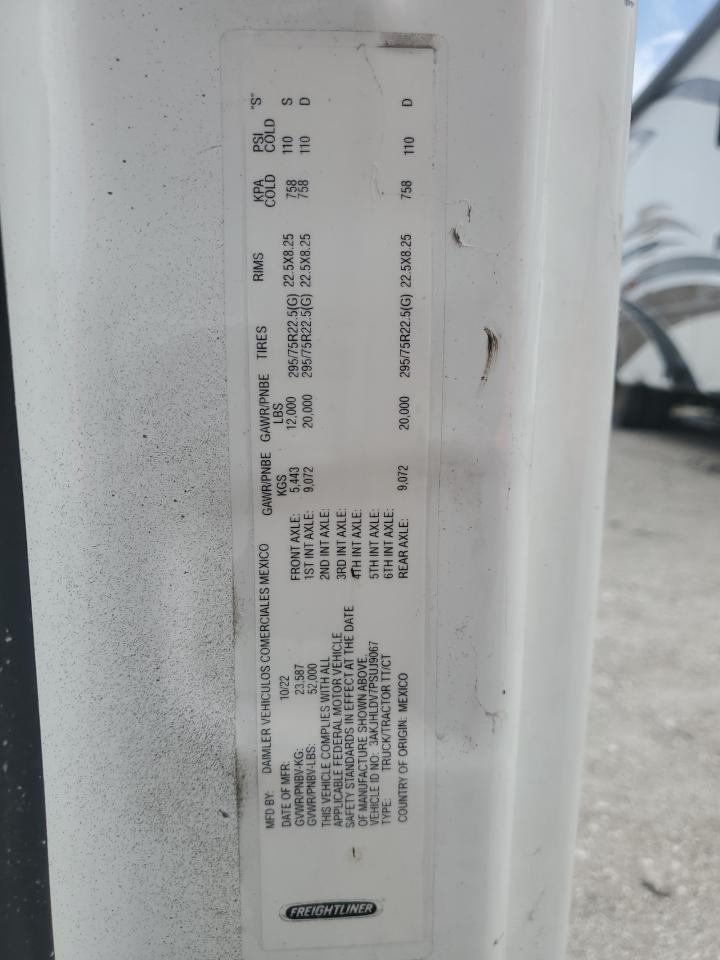 FREIGHTLINER
MFD BY: DAIMLER VEHICULOS COMERCIALES MEXICO
DATE OF MFR: 10/22
GVWR/PNBV-KG: 23,587
GVWR/PNBV-LBS: 52,000
THIS VEHICLE COMPLIES WITH ALL
APPLICABLE FEDERAL MOTOR VEHICLE
SAFETY STANDARDS IN EFFECT AT THE DATE
OF MANUFACTURE SHOWN ABOVE.
VEHICLE ID NO: 3AKJHLDV7PSUJ9067
TYPE: TRUCK/TRACTOR TT/CT
COUNTRY OF ORIGIN: MEXICO
GAWR/PNBE KGS GAWR/PNBE LBS TIRES RIMS KPA COLD PSI COLD "S"
FRONT AXLE: 5,443 12,000 295/75R22.5(G) 22.5X8.25 758 110 S
1ST INT AXLE: 9,072 20,000 295/75R22.5(G) 22.5X8.25 758 110 D
2ND INT AXLE:
3RD INT AXLE:
4TH INT AXLE:
5TH INT AXLE:
6TH INT AXLE:
REAR AXLE: 9,072 20,000 295/75R22.5(G) 22.5X8.25 758 110 D